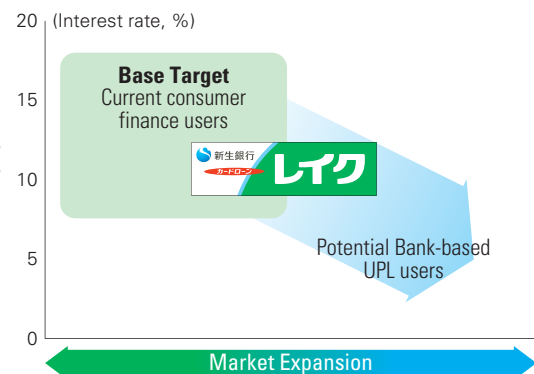 20 (Interest rate, %)
15
10
5
0
Base Target
Current consumer
finance users
新生銀行
カードローン
レイク
Potential Bank-based
UPL users
Market Expansion